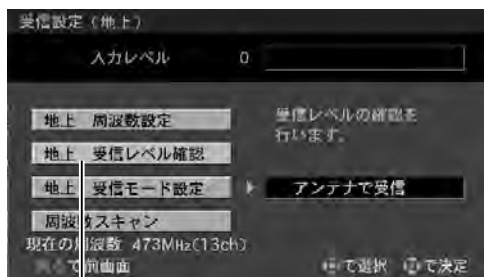 受信設定（地上）
入力レベル 0
地上 周波数設定
受信レベルの確認を
行います。
地上 受信レベル確認
地上 受信モード設定
アンテナで受信
周波数スキャン
現在の周波数 473MHz(13ch)
で前画面
で選択
で決定